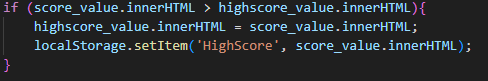 if (score_value.innerHTML > highscore_value.innerHTML){
    highscore_value.innerHTML = score_value.innerHTML;
    localStorage.setItem('HighScore', score_value.innerHTML);
}